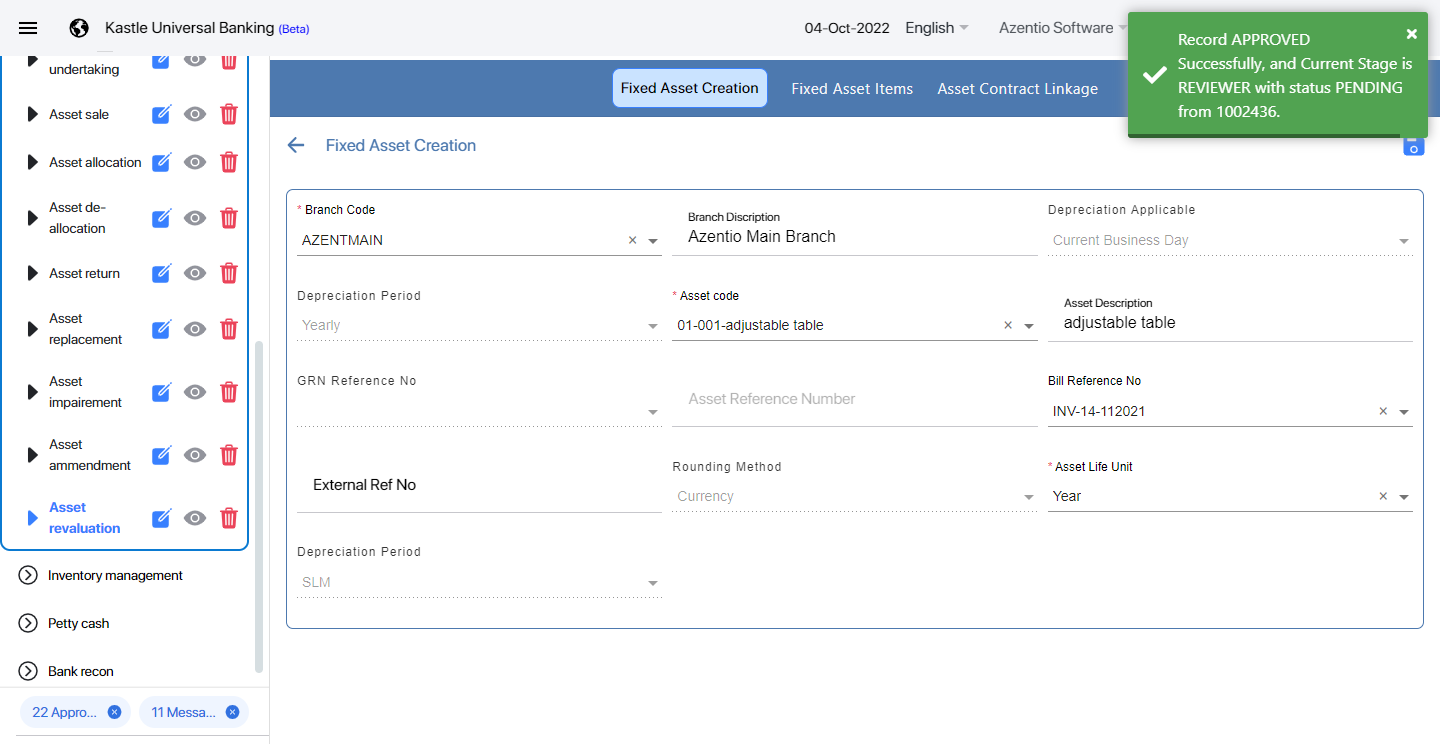 Kastle Universal Banking (Beta)
04-Oct-2022
English
Azentio Software
Record APPROVED
Successfully, and Current Stage is
REVIEWER with status PENDING
from 1002436.
undertaking
Asset sale
Asset allocation
Asset de-
allocation
Asset return
Asset
replacement
Asset
impairement
Asset
ammendment
Asset
revaluation
Inventory management
Petty cash
Bank recon
22 Appro...
11 Messa...
Fixed Asset Creation
Fixed Asset Items
Asset Contract Linkage
Fixed Asset Creation
* Branch Code
AZENTMAIN
Branch Discription
Azentio Main Branch
Depreciation Applicable
Current Business Day
Depreciation Period
Yearly
* Asset code
01-001-adjustable table
Asset Description
adjustable table
GRN Reference No
Asset Reference Number
Bill Reference No
INV-14-112021
External Ref No
Rounding Method
Currency
* Asset Life Unit
Year
Depreciation Period
SLM